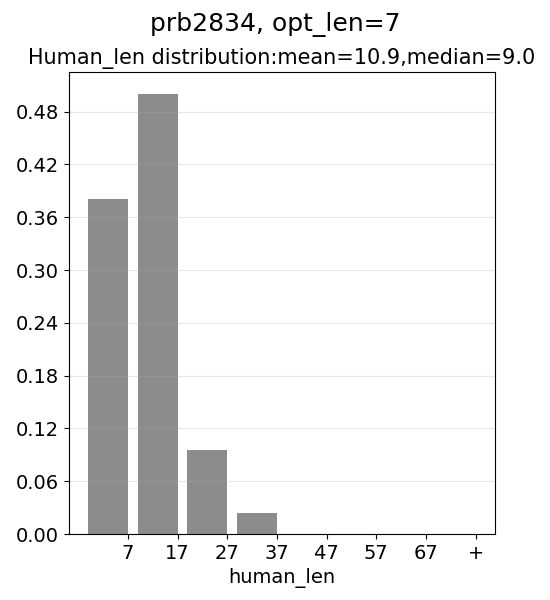 prb2834, opt_len=7
Human_len distribution:mean=10.9,median=9.0
0.48
0.42
0.36
0.30
0.24
0.18
0.12
0.06
0.00
7 17 27 37 47 57 67 +
human_len